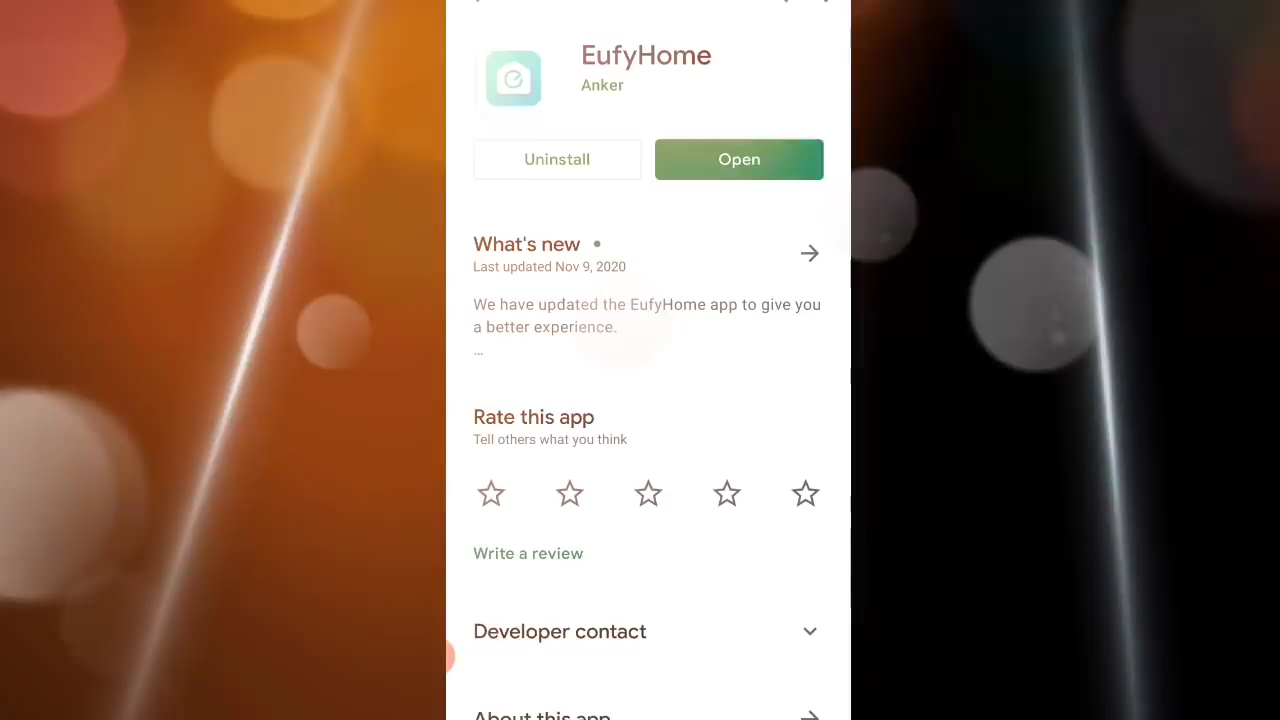 EufyHome
Anker
Uninstall
Open
What's new •
Last updated Nov 9, 2020
We have updated the EufyHome app to give you
a better experience.
...
Rate this app
Tell others what you think
Write a review
Developer contact
About this app